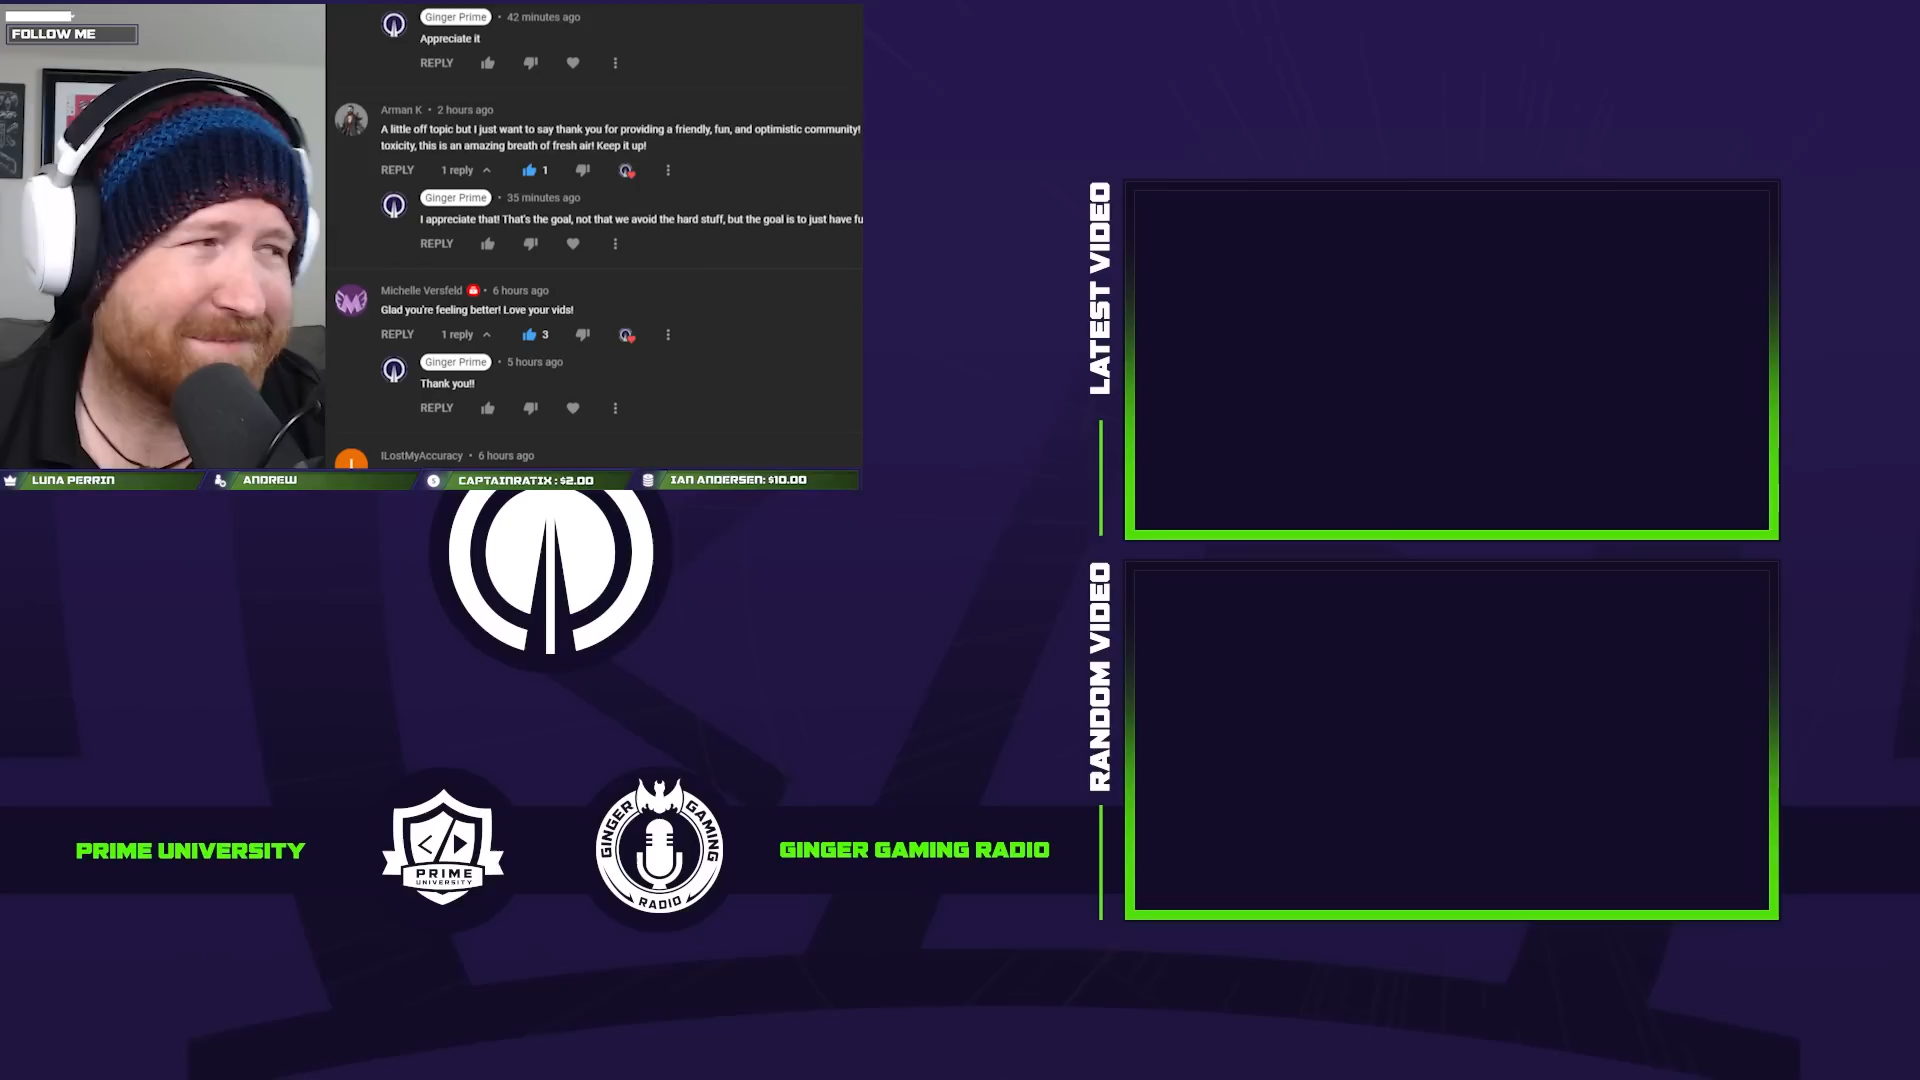 FOLLOW ME
Ginger Prime • 42 minutes ago
Appreciate it
REPLY
Arman K • 2 hours ago
A little off topic but I just want to say thank you for providing a friendly, fun, and optimistic community!
toxicity, this is an amazing breath of fresh air! Keep it up!
REPLY 1 reply 1
Ginger Prime • 35 minutes ago
I appreciate that! That's the goal, not that we avoid the hard stuff, but the goal is to just have fu
REPLY
Michelle Versfeld • 6 hours ago
Glad you're feeling better! Love your vids!
REPLY 1 reply 3
Ginger Prime • 5 hours ago
Thank you!!
REPLY
ILostMyAccuracy • 6 hours ago
I
LUNA PERRIN
ANDREW
CAPTAINRATIX : $2.00
IAN ANDERSEN: $10.00
LATEST VIDEO
RANDOM VIDEO
PRIME UNIVERSITY
PRIME
UNIVERSITY
GINGER GAMING
RADIO
GINGER GAMING RADIO